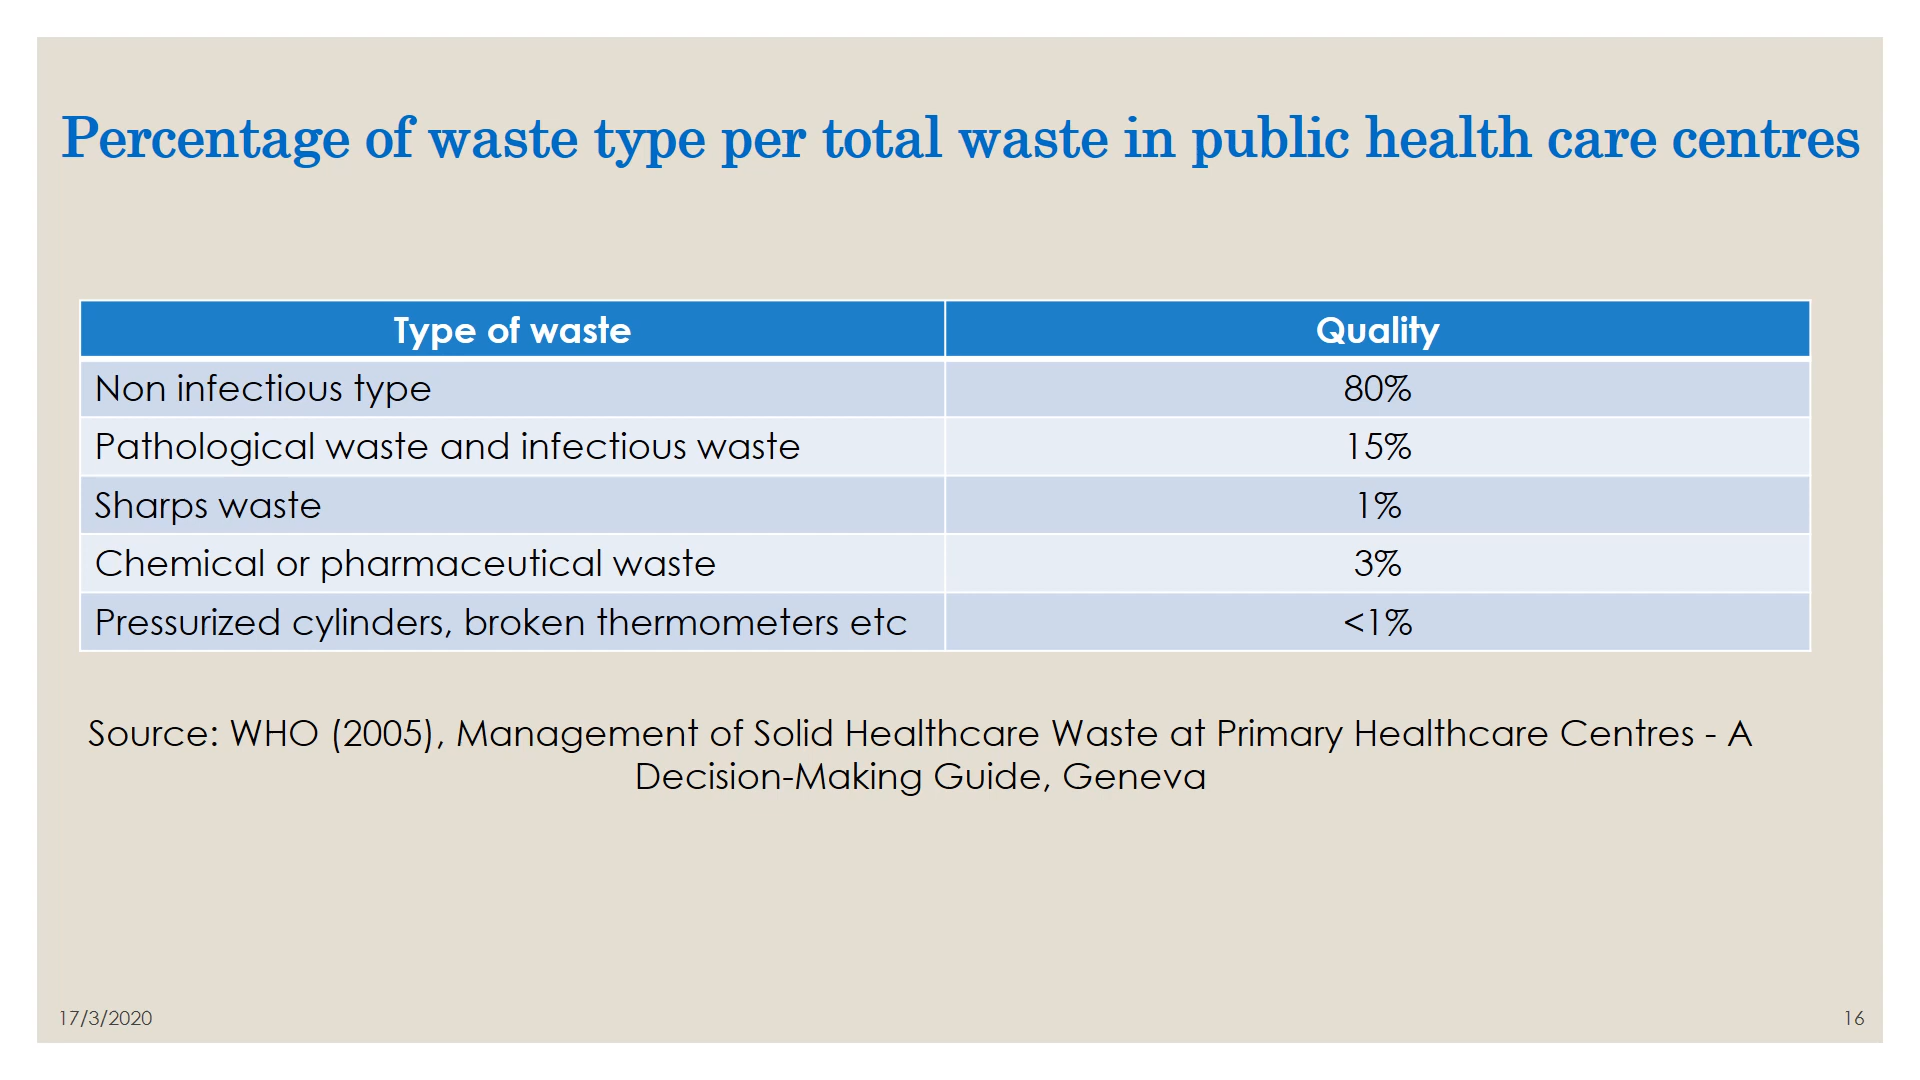 Percentage of waste type per total waste in public health care centres
Type of waste Quality
Non infectious type 80%
Pathological waste and infectious waste 15%
Sharps waste 1%
Chemical or pharmaceutical waste 3%
Pressurized cylinders, broken thermometers etc <1%
Source: WHO (2005), Management of Solid Healthcare Waste at Primary Healthcare Centres - A
Decision-Making Guide, Geneva
17/3/2020 16